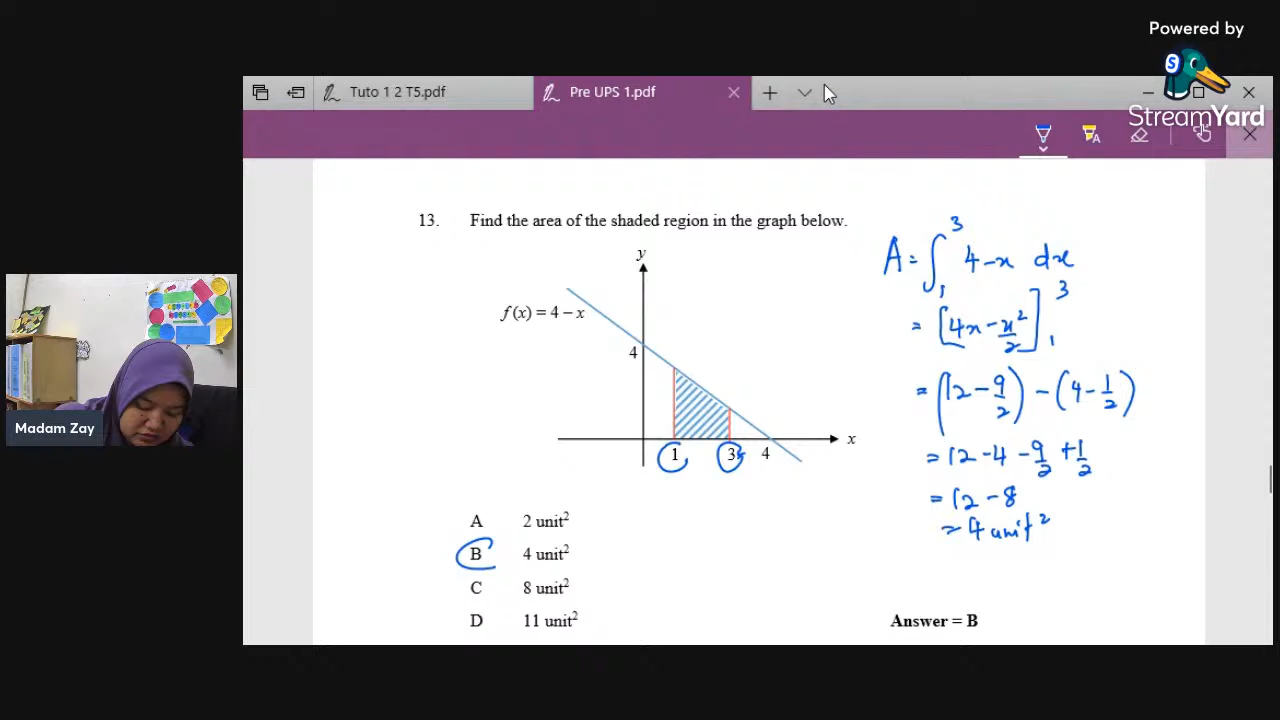 Powered by
StreamYard
Tuto 1 2 T5.pdf
Pre UPS 1.pdf
13. Find the area of the shaded region in the graph below.
y
f(x) = 4 – x
4
1
3
4
x
A 2 unit²
B 4 unit²
C 8 unit²
D 11 unit²
A = ∫₁³ 4-x dx
= [4x - x²/2]₁³
= (12 - 9/2) - (4 - 1/2)
= 12 - 4 - 9/2 + 1/2
= 12 - 8
= 4 unit²
Answer = B
Madam Zay